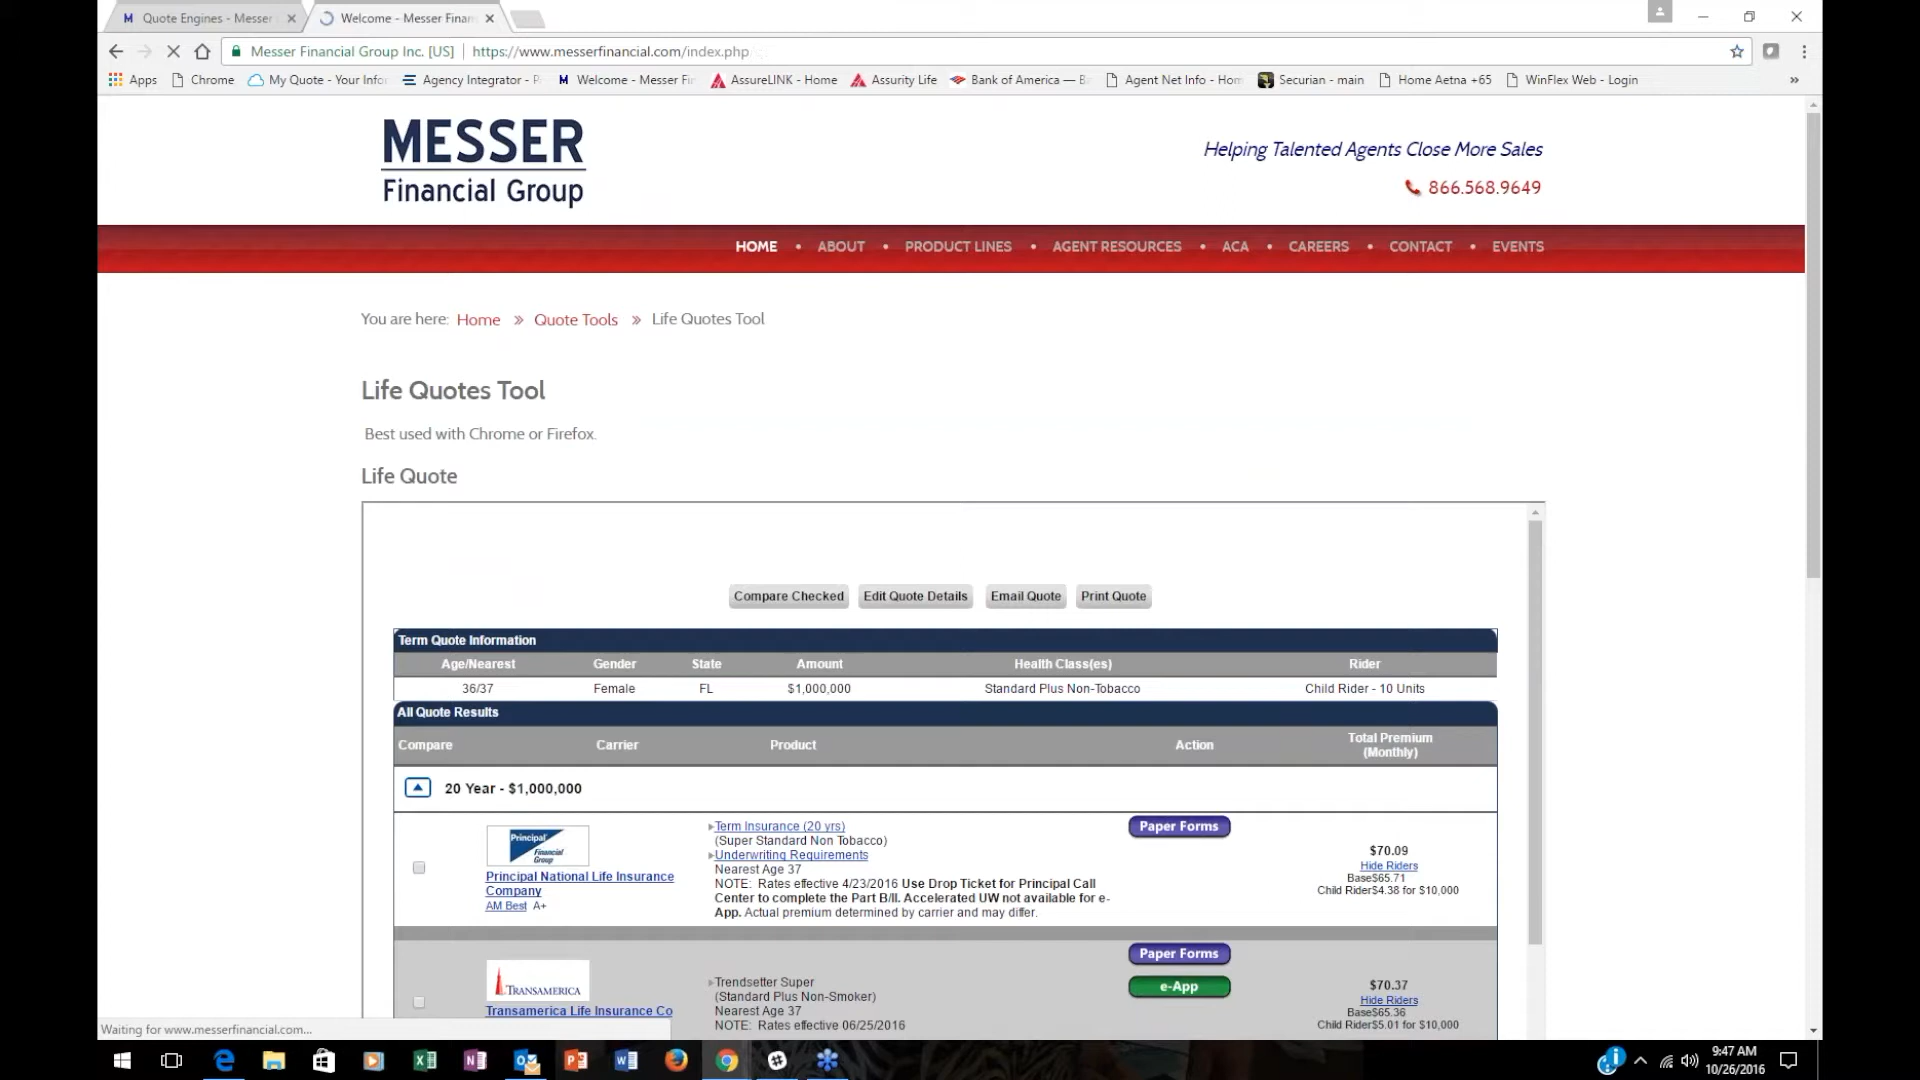 Quote Engines - Messer
Welcome - Messer Finan
Messer Financial Group Inc. [US]
https://www.messerfinancial.com/index.php
Apps
Chrome
My Quote - Your Info
Agency Integrator - P
Welcome - Messer Fin
AssureLINK - Home
Assurity Life
Bank of America — B
Agent Net Info - Hom
Securian - main
Home Aetna +65
WinFlex Web - Login
MESSER
Financial Group
Helping Talented Agents Close More Sales
866.568.9649
HOME • ABOUT • PRODUCT LINES • AGENT RESOURCES • ACA • CAREERS • CONTACT • EVENTS
You are here: Home » Quote Tools » Life Quotes Tool
Life Quotes Tool
Best used with Chrome or Firefox.
Life Quote
Compare Checked
Edit Quote Details
Email Quote
Print Quote
Term Quote Information
Age/Nearest Gender State Amount Health Class(es) Rider
36/37 Female FL $1,000,000 Standard Plus Non-Tobacco Child Rider - 10 Units
All Quote Results
Compare Carrier Product Action Total Premium
(Monthly)
20 Year - $1,000,000
Principal
Financial
Group
Principal National Life Insurance
Company
AM Best A+
Term Insurance (20 yrs)
(Super Standard Non Tobacco)
Underwriting Requirements
Nearest Age 37
NOTE: Rates effective 4/23/2016 Use Drop Ticket for Principal Call
Center to complete the Part B/II. Accelerated UW not available for e-
App. Actual premium determined by carrier and may differ.
Paper Forms
$70.09
Hide Riders
Base$65.71
Child Rider$4.38 for $10,000
TRANSAMERICA
Transamerica Life Insurance Co
Trendsetter Super
(Standard Plus Non-Smoker)
Nearest Age 37
NOTE: Rates effective 06/25/2016
Paper Forms
e-App
$70.37
Hide Riders
Base$65.36
Child Rider$5.01 for $10,000
Waiting for www.messerfinancial.com...
9:47 AM
10/26/2016